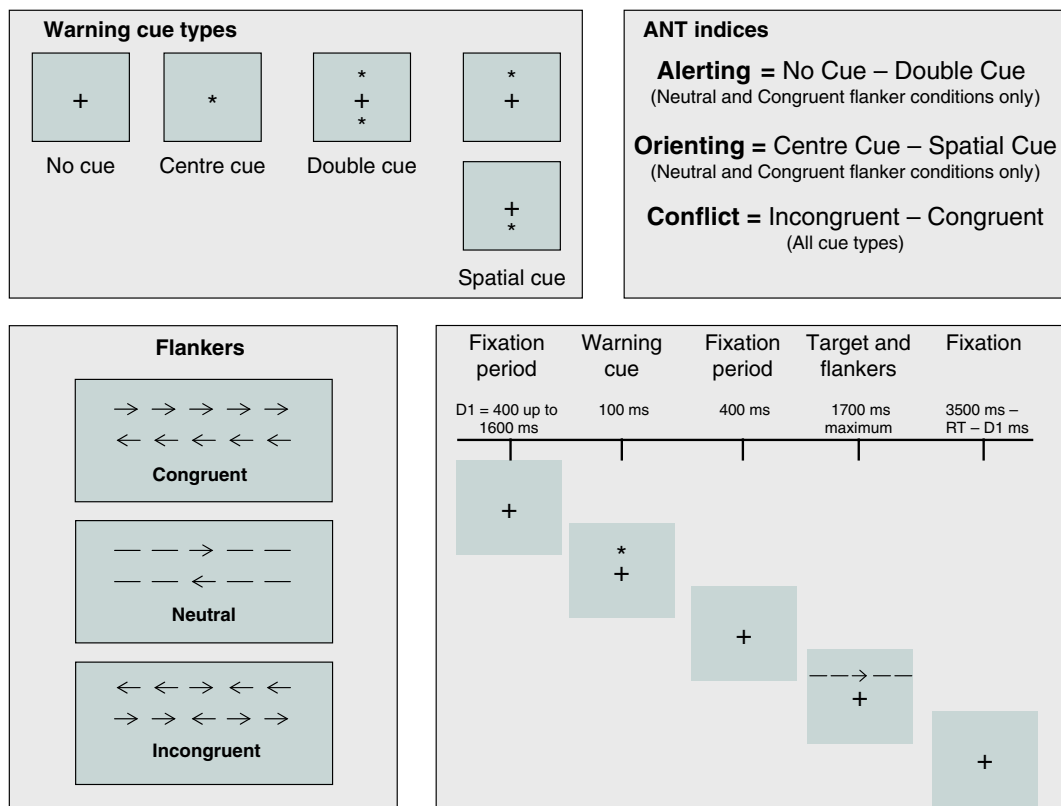 Warning cue types
+
*
*
+
*
*
+
No cue
Centre cue
Double cue
+
*
Spatial cue
ANT indices
Alerting = No Cue – Double Cue
(Neutral and Congruent flanker conditions only)
Orienting = Centre Cue – Spatial Cue
(Neutral and Congruent flanker conditions only)
Conflict = Incongruent – Congruent
(All cue types)
Flankers
→ → → → →
← ← ← ← ←
Congruent
— — → — —
— — ← — —
Neutral
← ← → ← ←
→ → ← → →
Incongruent
Fixation
period
Warning
cue
Fixation
period
Target and
flankers
Fixation
D1 = 400 up to
1600 ms
100 ms
400 ms
1700 ms
maximum
3500 ms –
RT – D1 ms
+
*
+
+
— — → — —
+
+